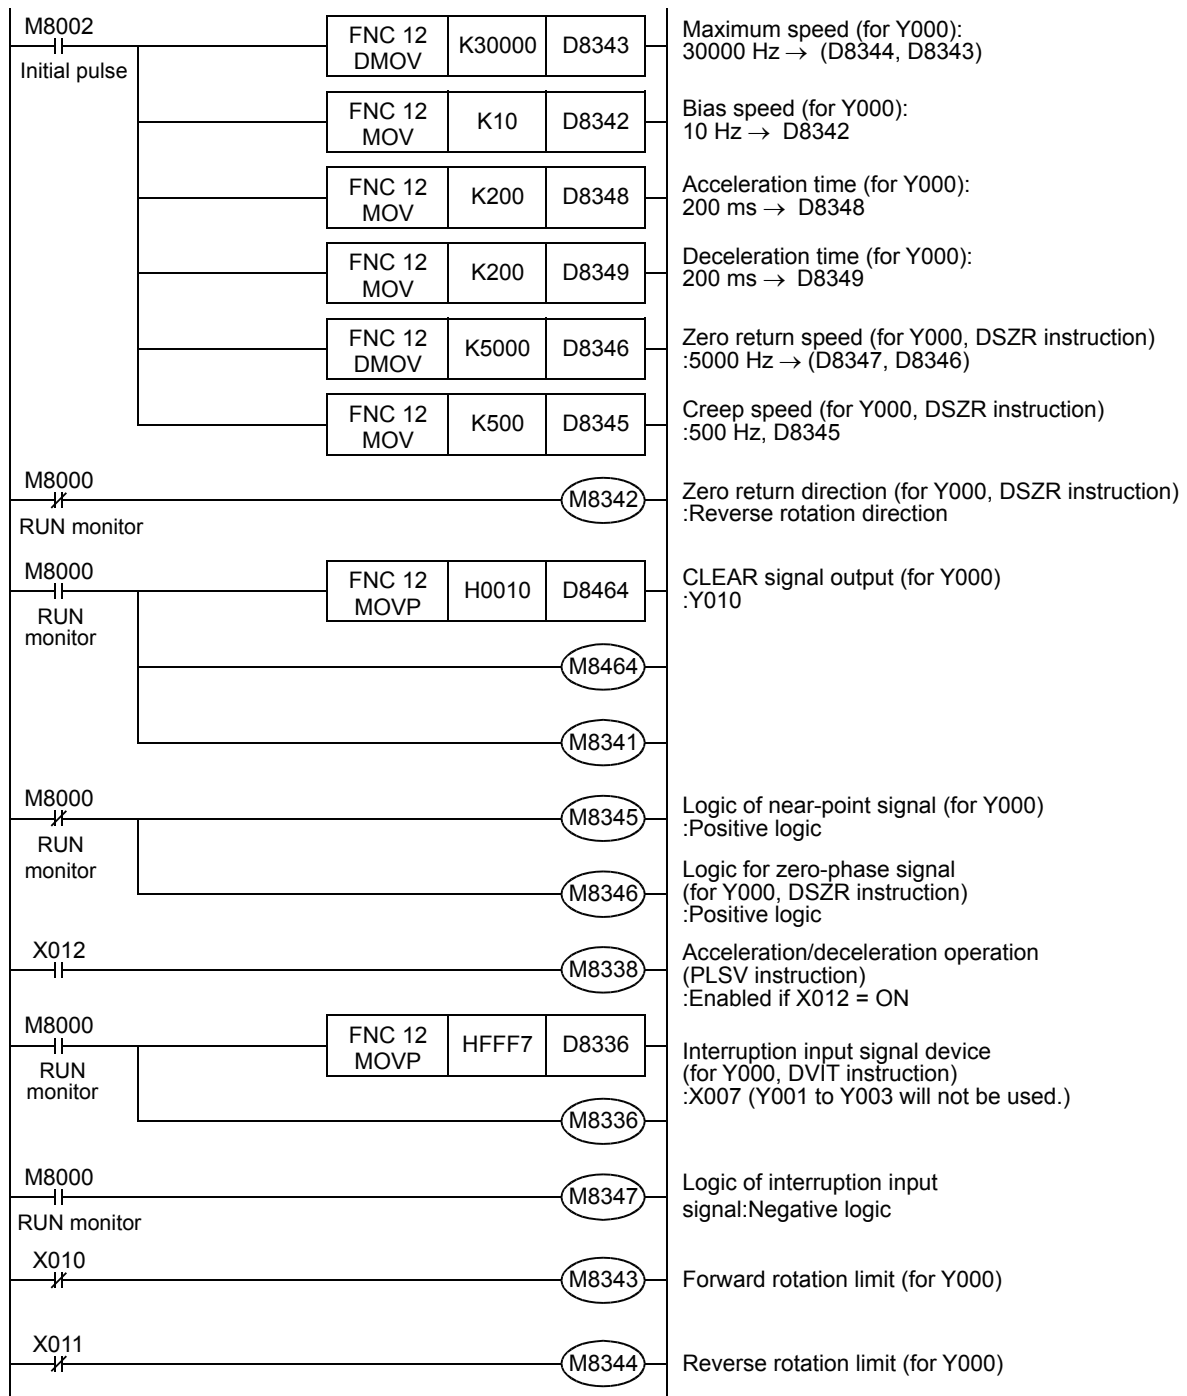 M8002
Initial pulse
FNC 12
DMOV
K30000
D8343
Maximum speed (for Y000):
30000 Hz → (D8344, D8343)
FNC 12
MOV
K10
D8342
Bias speed (for Y000):
10 Hz → D8342
FNC 12
MOV
K200
D8348
Acceleration time (for Y000):
200 ms → D8348
FNC 12
MOV
K200
D8349
Deceleration time (for Y000):
200 ms → D8349
FNC 12
DMOV
K5000
D8346
Zero return speed (for Y000, DSZR instruction)
:5000 Hz → (D8347, D8346)
FNC 12
MOV
K500
D8345
Creep speed (for Y000, DSZR instruction)
:500 Hz, D8345
M8000
RUN monitor
M8342
Zero return direction (for Y000, DSZR instruction)
:Reverse rotation direction
M8000
RUN
monitor
FNC 12
MOVP
H0010
D8464
CLEAR signal output (for Y000)
:Y010
M8464
M8341
M8000
RUN
monitor
M8345
Logic of near-point signal (for Y000)
:Positive logic
M8346
Logic for zero-phase signal
(for Y000, DSZR instruction)
:Positive logic
X012
M8338
Acceleration/deceleration operation
(PLSV instruction)
:Enabled if X012 = ON
M8000
RUN
monitor
FNC 12
MOVP
HFFF7
D8336
Interruption input signal device
(for Y000, DVIT instruction)
:X007 (Y001 to Y003 will not be used.)
M8336
M8000
RUN monitor
M8347
Logic of interruption input
signal:Negative logic
X010
M8343
Forward rotation limit (for Y000)
X011
M8344
Reverse rotation limit (for Y000)